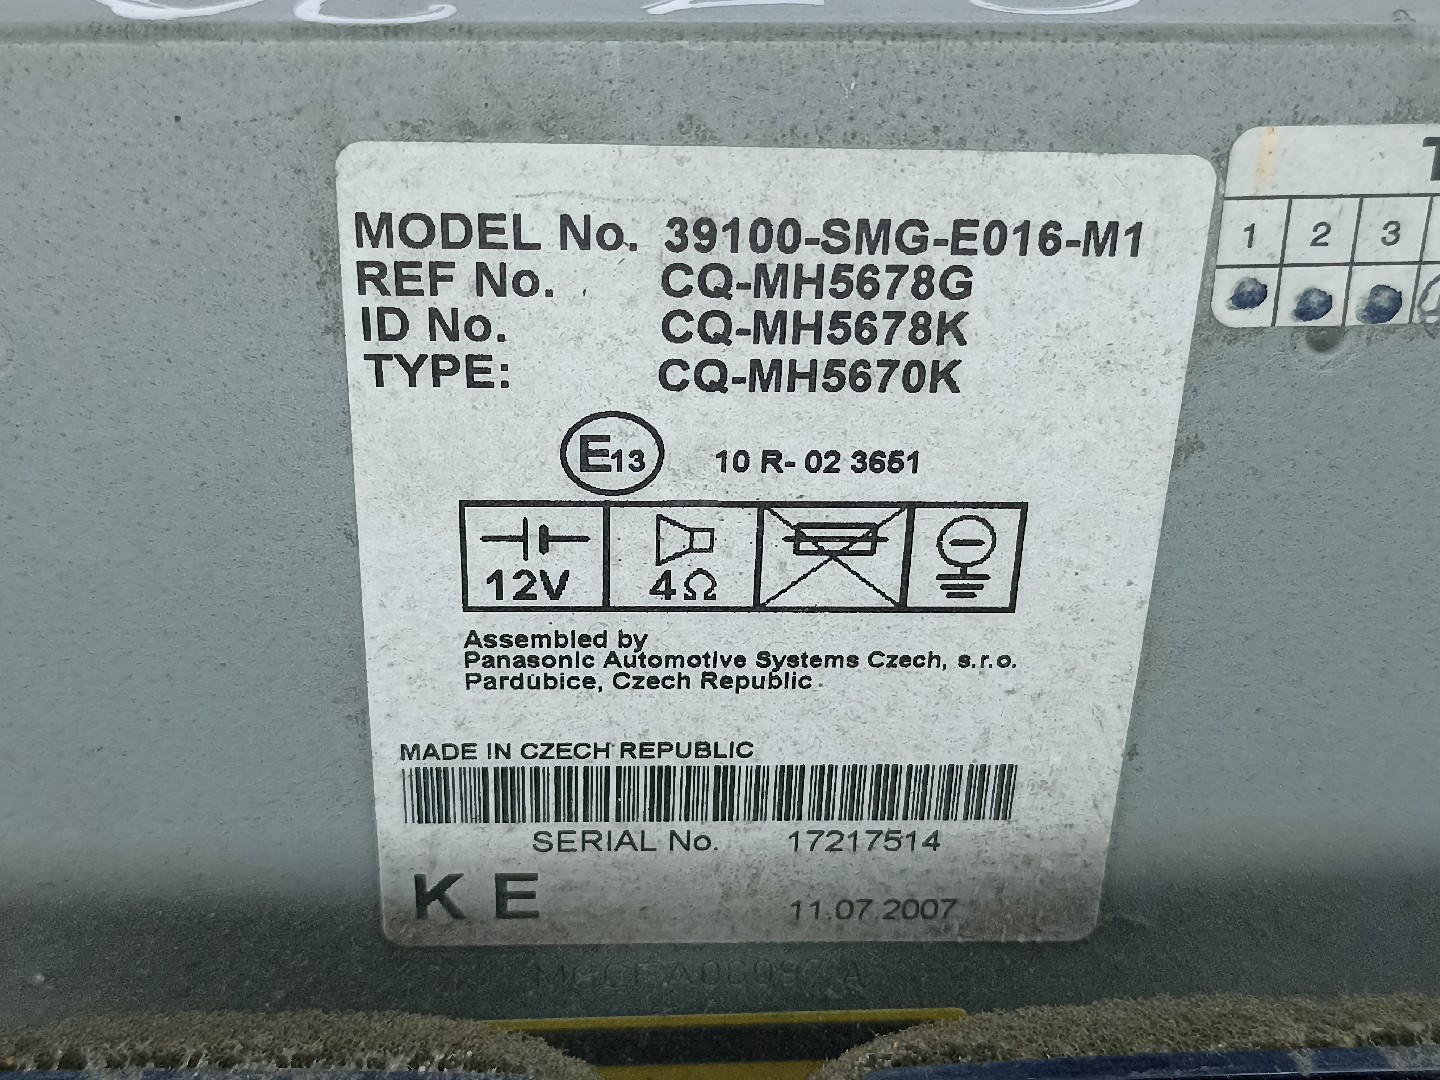 MODEL No. 39100-SMG-E016-M1
REF No. CQ-MH5678G
ID No. CQ-MH5678K
TYPE: CQ-MH5670K
E13 10 R- 02 3651
12V 4Ω
Assembled by
Panasonic Automotive Systems Czech, s.r.o.
Pardubice, Czech Republic
MADE IN CZECH REPUBLIC
SERIAL No. 17217514
K E 11.07.2007
1 2 3